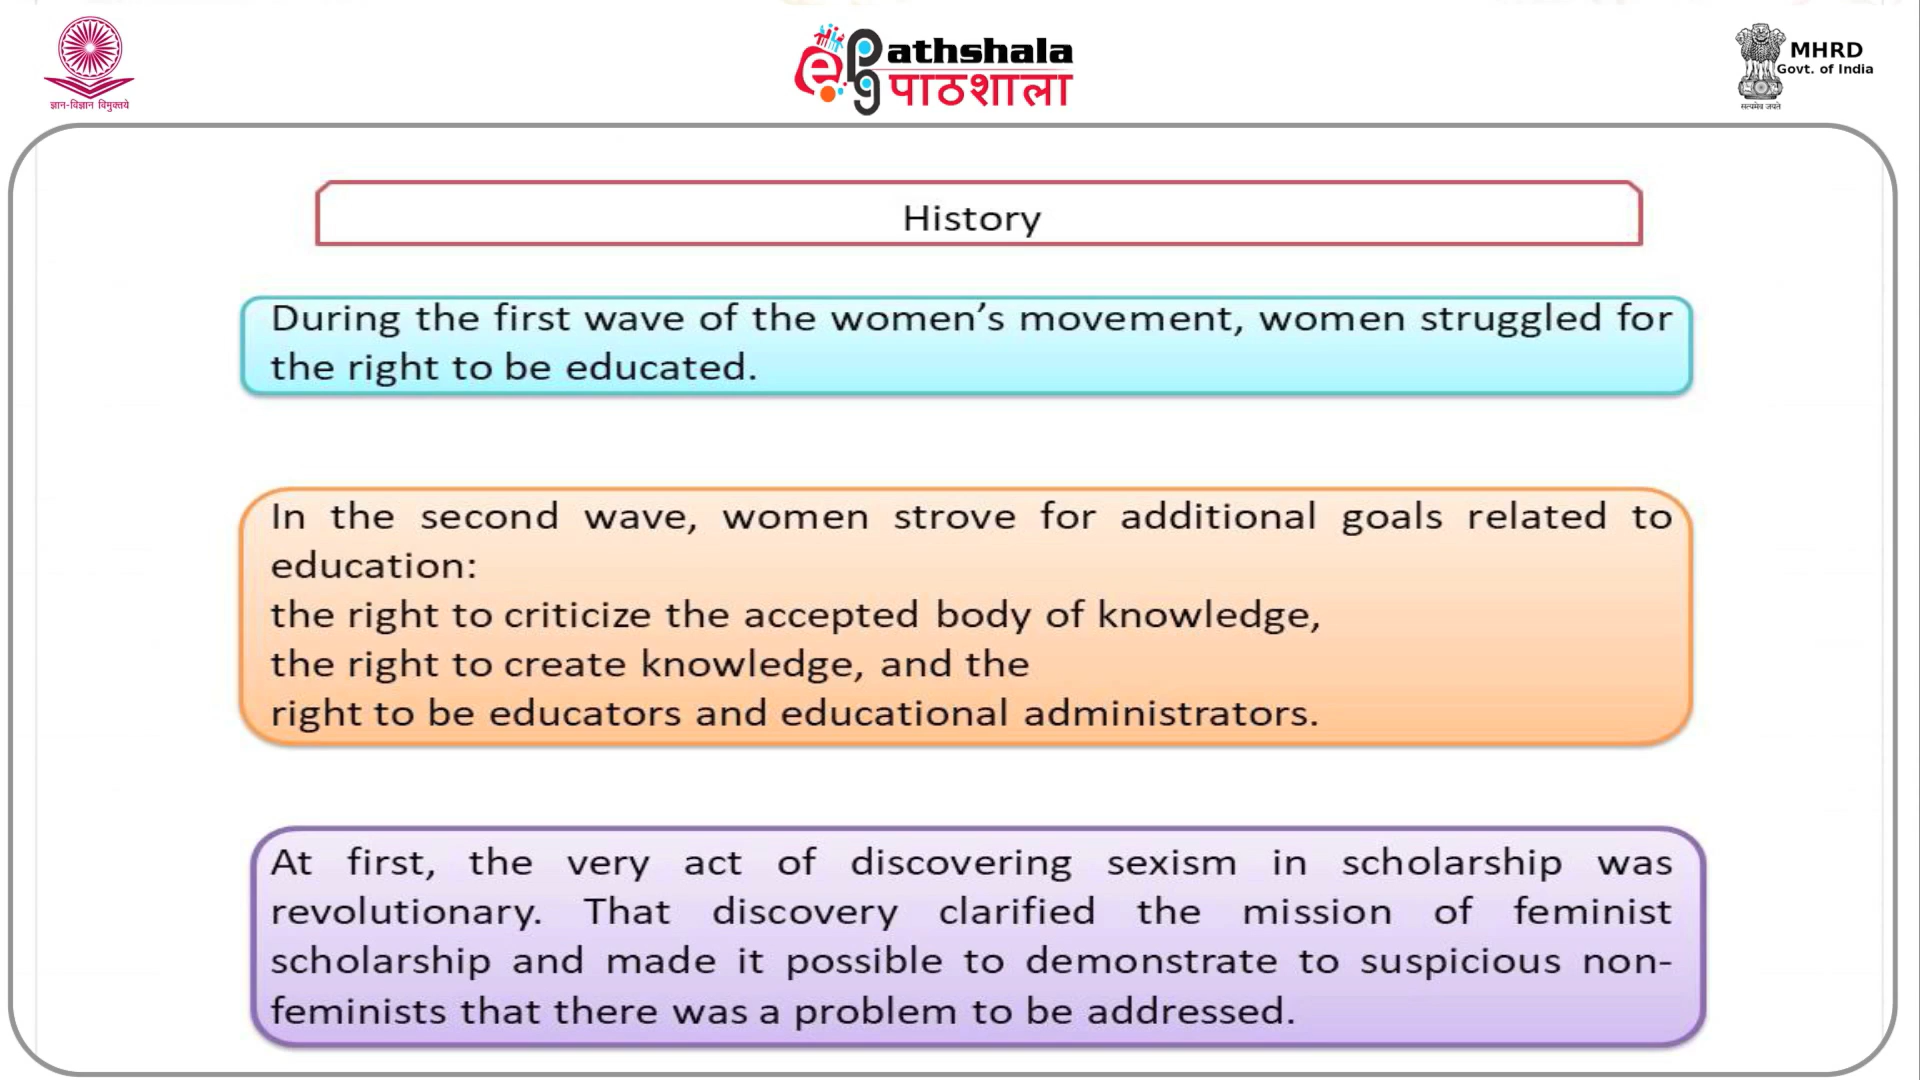 ज्ञान-विज्ञान विमुक्तये
e pg athshala
पाठशाला
MHRD
Govt. of India
सत्यमेव जयते
History
During the first wave of the women’s movement, women struggled for
the right to be educated.
In the second wave, women strove for additional goals related to
education:
the right to criticize the accepted body of knowledge,
the right to create knowledge, and the
right to be educators and educational administrators.
At first, the very act of discovering sexism in scholarship was
revolutionary. That discovery clarified the mission of feminist
scholarship and made it possible to demonstrate to suspicious non-
feminists that there was a problem to be addressed.